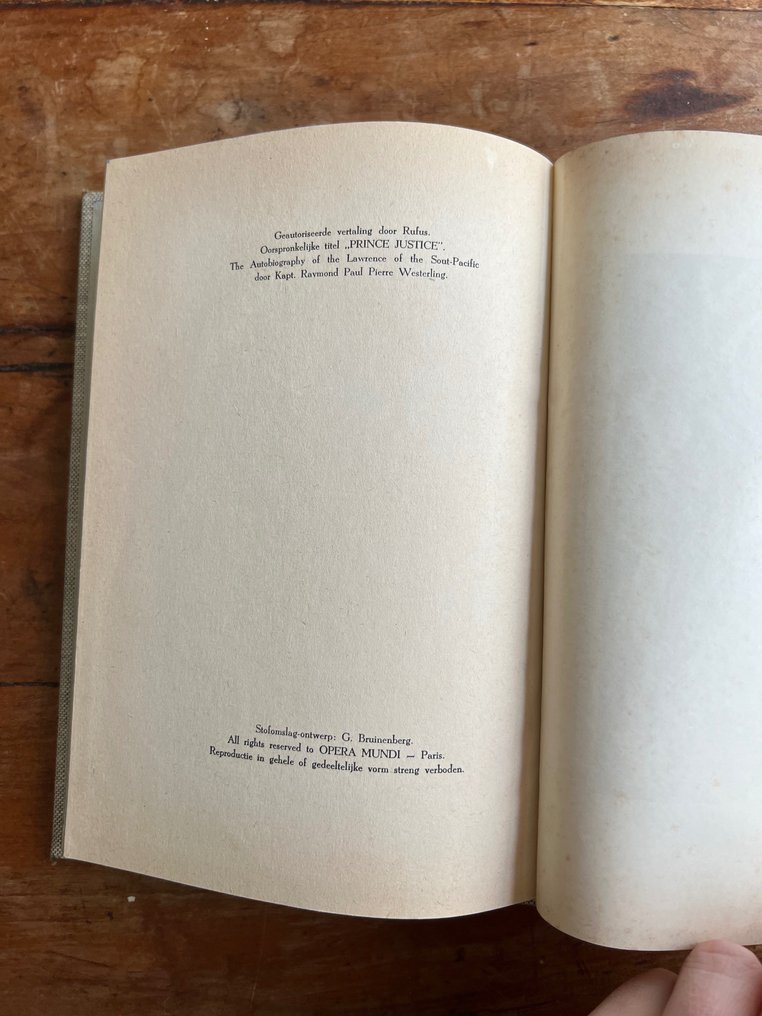 Geautoriseerde vertaling door Rufus.
Oorspronkelijke titel „PRINCE JUSTICE".
The Autobiography of the Lawrence of the Sout-Pacific
door Kapt. Raymond Paul Pierre Westerling.
Stofomslag-ontwerp: G. Bruinenberg.
All rights reserved to OPERA MUNDI — Paris.
Reproductie in gehele of gedeeltelijke vorm streng verboden.